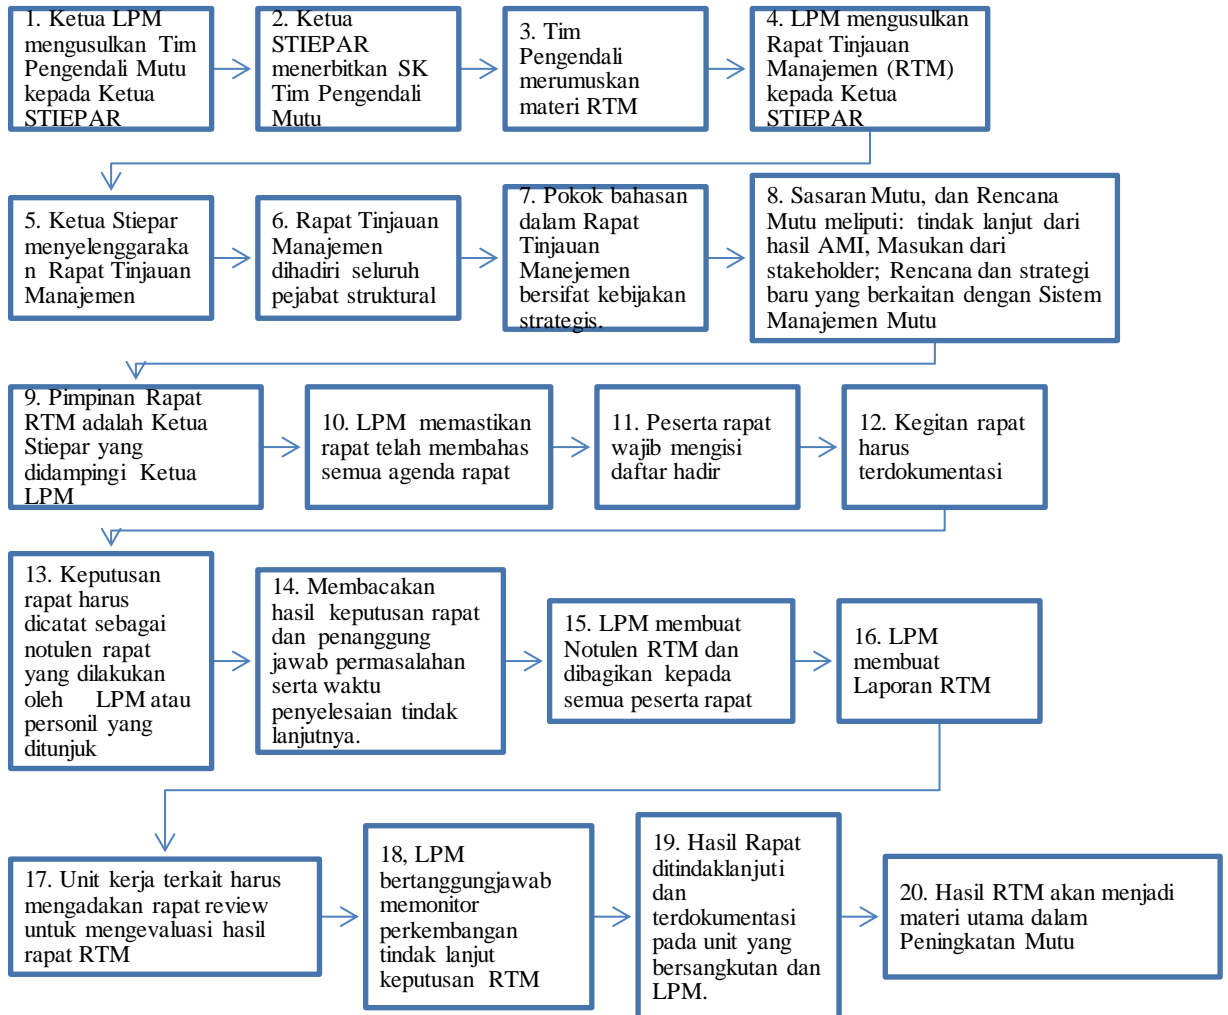 1. Ketua LPM
mengusulkan Tim
Pengendali Mutu
kepada Ketua
STIEPAR
2. Ketua
STIEPAR
menerbitkan SK
Tim Pengendali
Mutu
3. Tim
Pengendali
merumuskan
materi RTM
4. LPM mengusulkan
Rapat Tinjauan
Manajemen (RTM)
kepada Ketua
STIEPAR
5. Ketua Stiepar
menyelenggaraka
n Rapat Tinjauan
Manajemen
6. Rapat Tinjauan
Manajemen
dihadiri seluruh
pejabat struktural
7. Pokok bahasan
dalam Rapat
Tinjauan
Manejemen
bersifat kebijakan
strategis.
8. Sasaran Mutu, dan Rencana
Mutu meliputi: tindak lanjut dari
hasil AMI, Masukan dari
stakeholder; Rencana dan strategi
baru yang berkaitan dengan Sistem
Manajemen Mutu
9. Pimpinan Rapat
RTM adalah Ketua
Stiepar yang
didampingi Ketua
LPM
10. LPM memastikan
rapat telah membahas
semua agenda rapat
11. Peserta rapat
wajib mengisi
daftar hadir
12. Kegitan rapat
harus
terdokumentasi
13. Keputusan
rapat harus
dicatat sebagai
notulen rapat
yang dilakukan
oleh LPM atau
personil yang
ditunjuk
14. Membacakan
hasil keputusan rapat
dan penanggung
jawab permasalahan
serta waktu
penyelesaian tindak
lanjutnya.
15. LPM membuat
Notulen RTM dan
dibagikan kepada
semua peserta rapat
16. LPM
membuat
Laporan RTM
17. Unit kerja terkait harus
mengadakan rapat review
untuk mengevaluasi hasil
rapat RTM
18, LPM
bertanggungjawab
memonitor
perkembangan
tindak lanjut
keputusan RTM
19. Hasil Rapat
ditindaklanjuti
dan
terdokumentasi
pada unit yang
bersangkutan dan
LPM.
20. Hasil RTM akan menjadi
materi utama dalam
Peningkatan Mutu